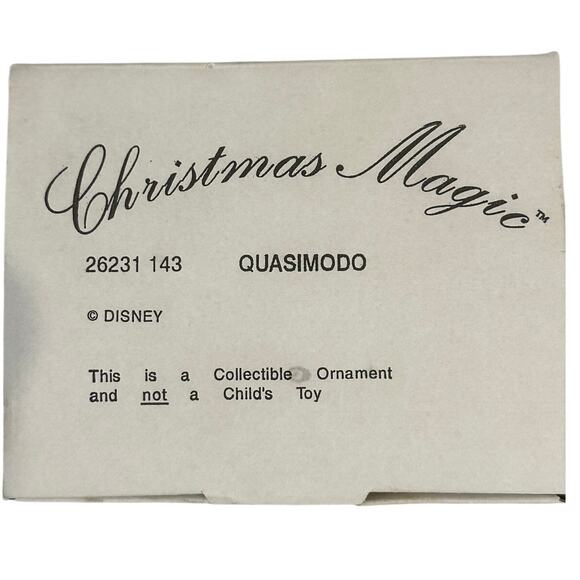 Christmas Magic™
26231 143 QUASIMODO
© DISNEY
This is a Collectible Ornament
and not a Child's Toy